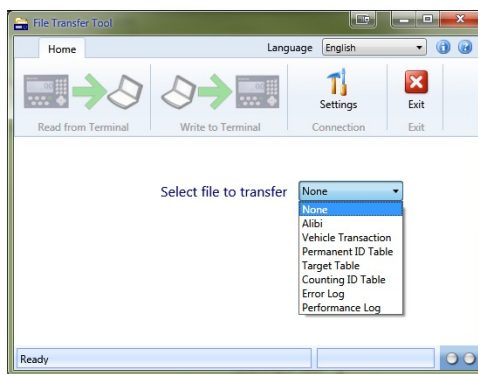 File Transfer Tool
Home
Language English
Read from Terminal
Write to Terminal
Settings
Connection
Exit
Exit
Select file to transfer None
None
Alibi
Vehicle Transaction
Permanent ID Table
Target Table
Counting ID Table
Error Log
Performance Log
Ready